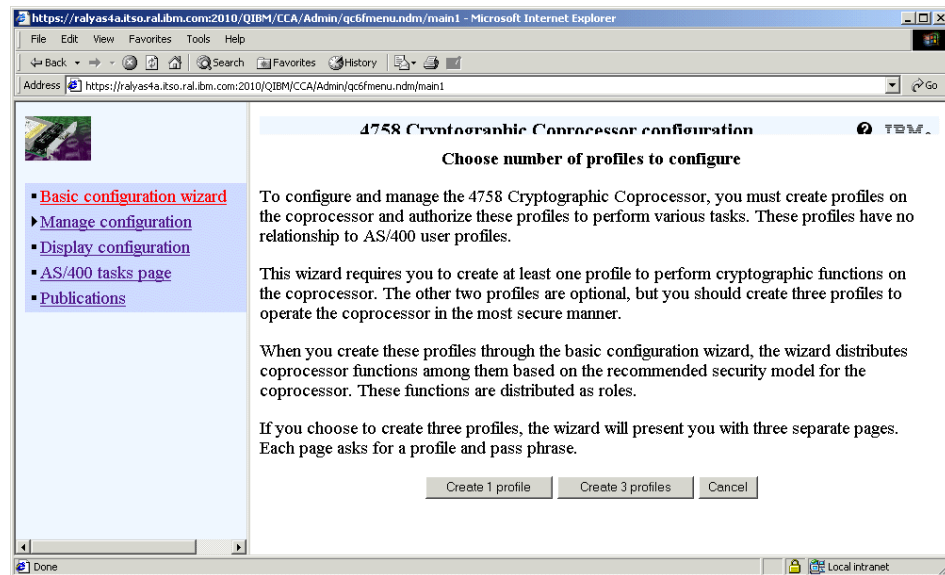 https://ralyas4a.itso.ral.ibm.com:2010/QIBM/CCA/Admin/qc6fmenu.ndm/main1 - Microsoft Internet Explorer
File Edit View Favorites Tools Help
Back Search Favorites History
Address https://ralyas4a.itso.ral.ibm.com:2010/QIBM/CCA/Admin/qc6fmenu.ndm/main1 Go
4758 Cryptographic Coprocessor configuration ? IBM
Choose number of profiles to configure
Basic configuration wizard
Manage configuration
Display configuration
AS/400 tasks page
Publications
To configure and manage the 4758 Cryptographic Coprocessor, you must create profiles on
the coprocessor and authorize these profiles to perform various tasks. These profiles have no
relationship to AS/400 user profiles.
This wizard requires you to create at least one profile to perform cryptographic functions on
the coprocessor. The other two profiles are optional, but you should create three profiles to
operate the coprocessor in the most secure manner.
When you create these profiles through the basic configuration wizard, the wizard distributes
coprocessor functions among them based on the recommended security model for the
coprocessor. These functions are distributed as roles.
If you choose to create three profiles, the wizard will present you with three separate pages.
Each page asks for a profile and pass phrase.
Create 1 profile Create 3 profiles Cancel
Done Local intranet